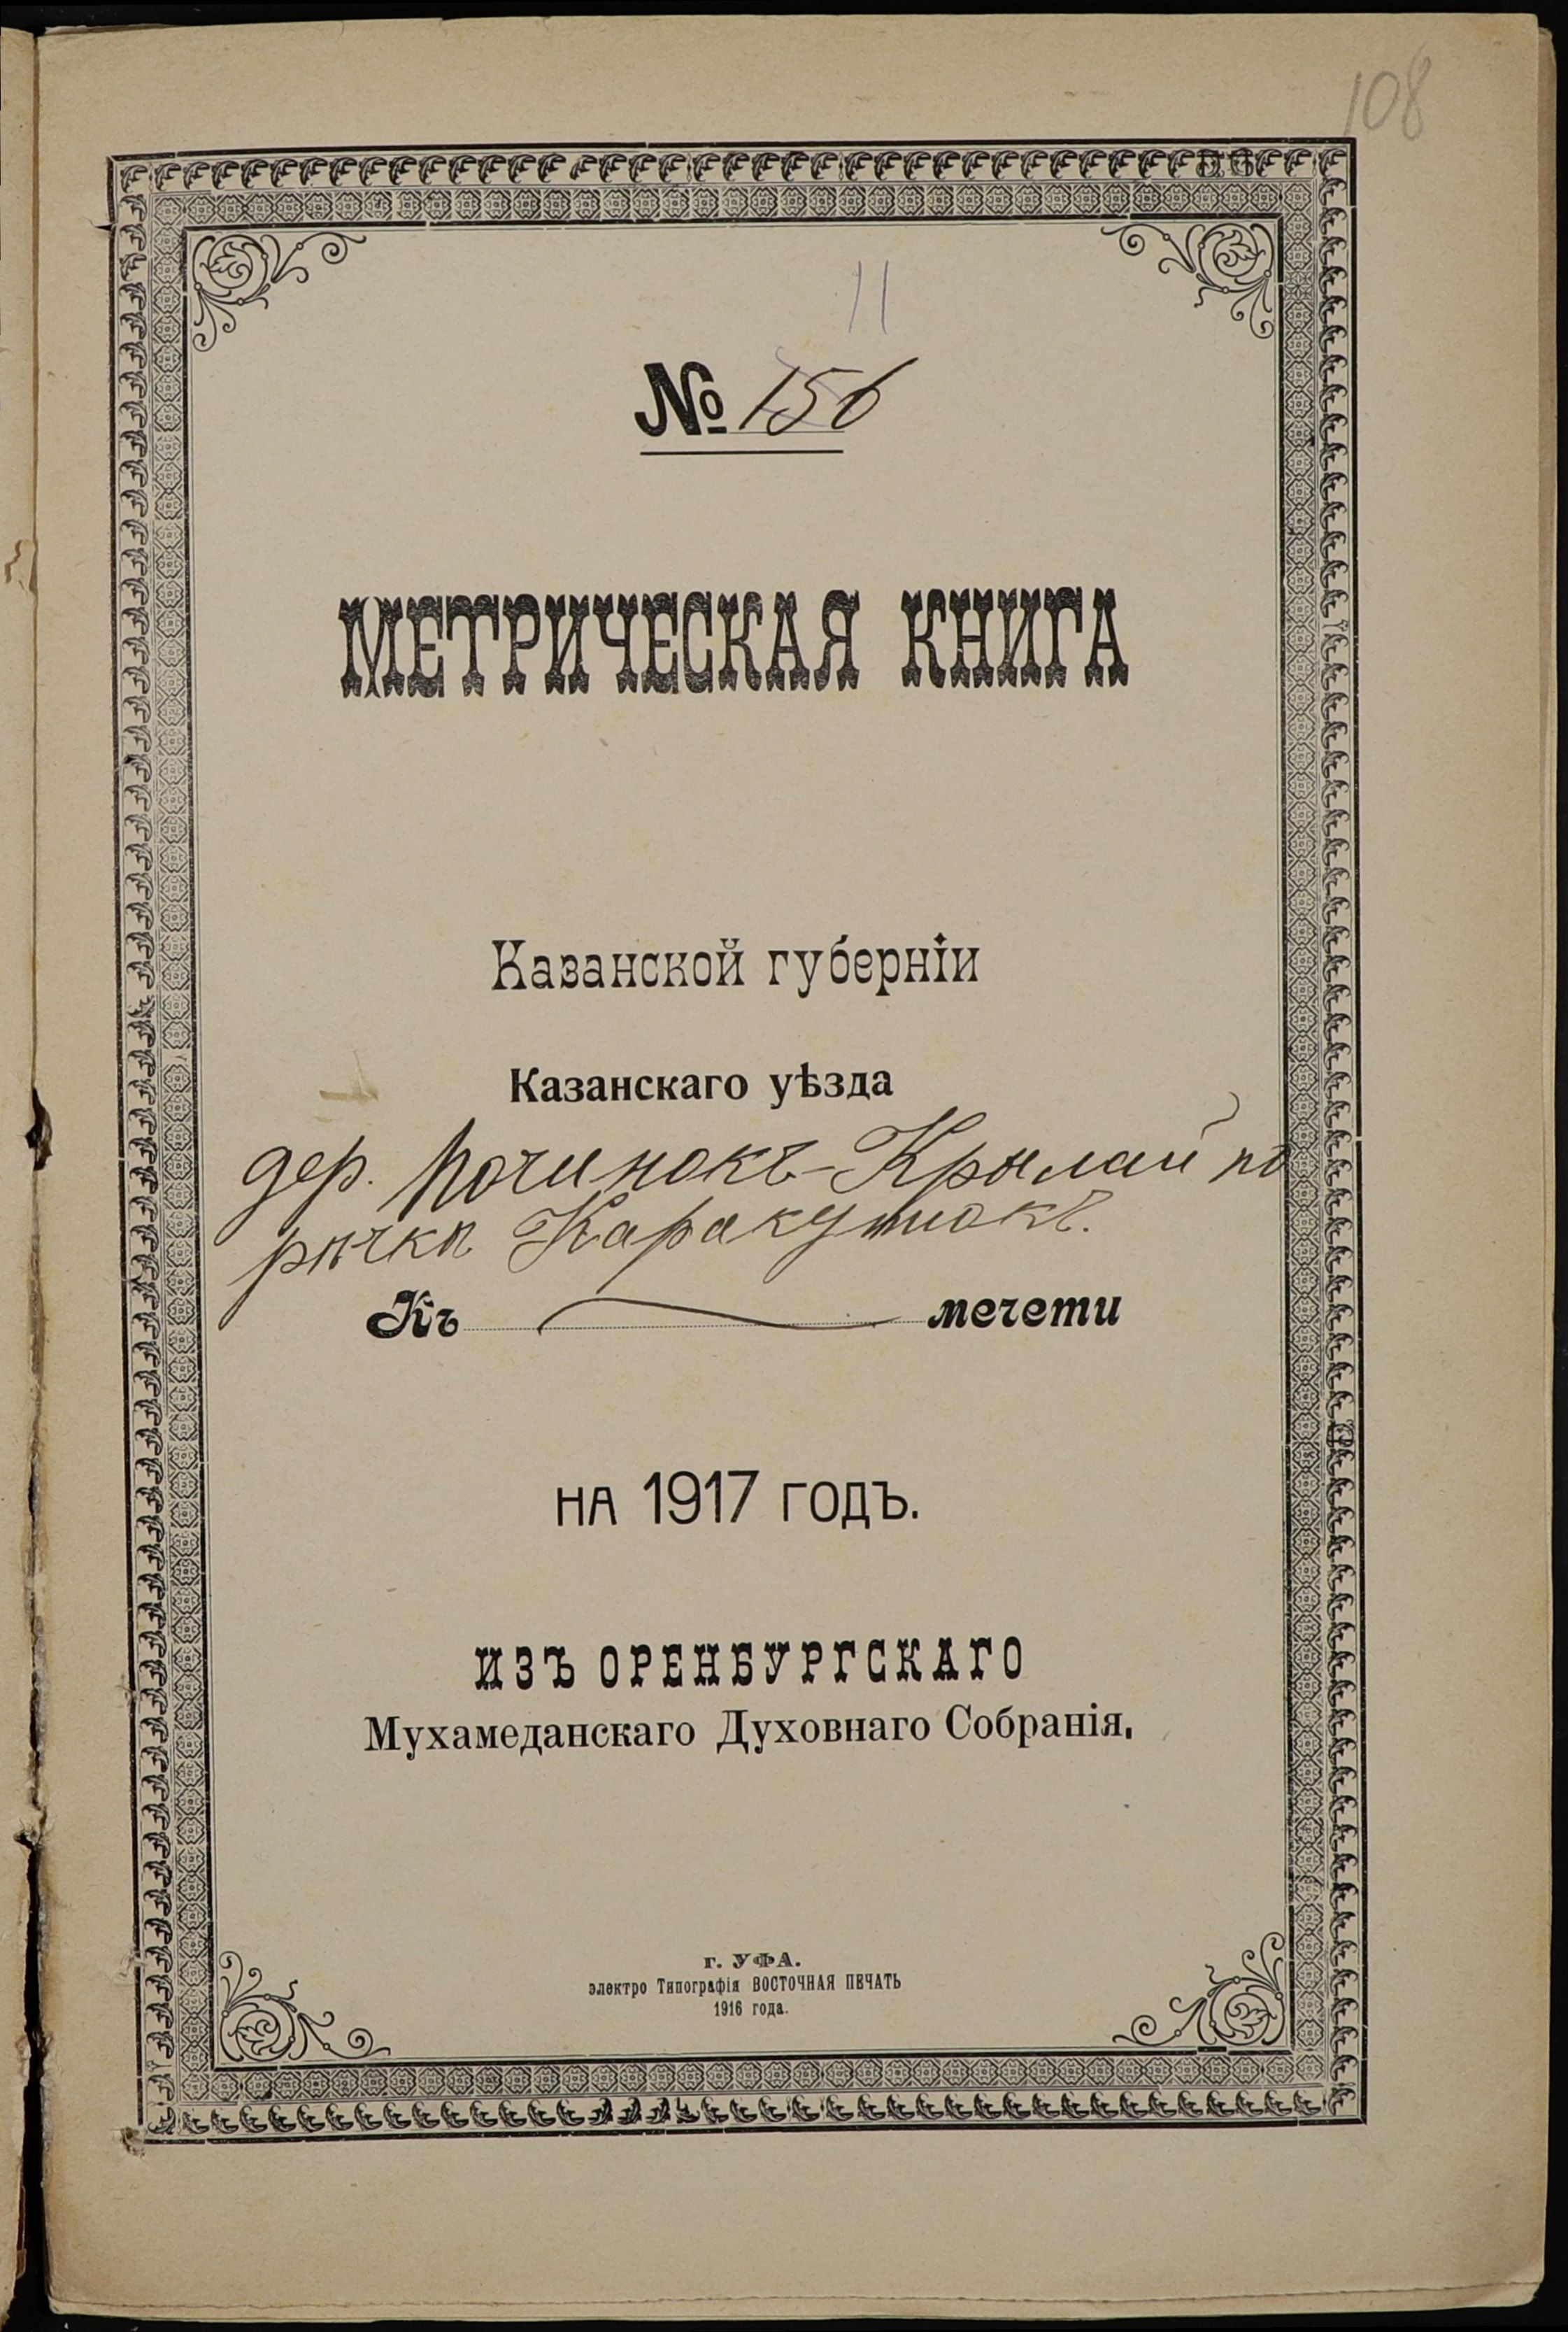 108
11
№ 156
МЕТРИЧЕСКАЯ КНИГА
Казанской губерніи
Казанскаго уѣзда
дер. Починокъ-Крылай по
рѣчкѣ Каракутюкъ.
Къ мечети
НА 1917 ГОДЪ.
ИЗЪ ОРЕНБУРГСКАГО
Мухамеданскаго Духовнаго Собранія.
г. УФА.
электро Типографія ВОСТОЧНАЯ ПЕЧАТЬ
1916 года.